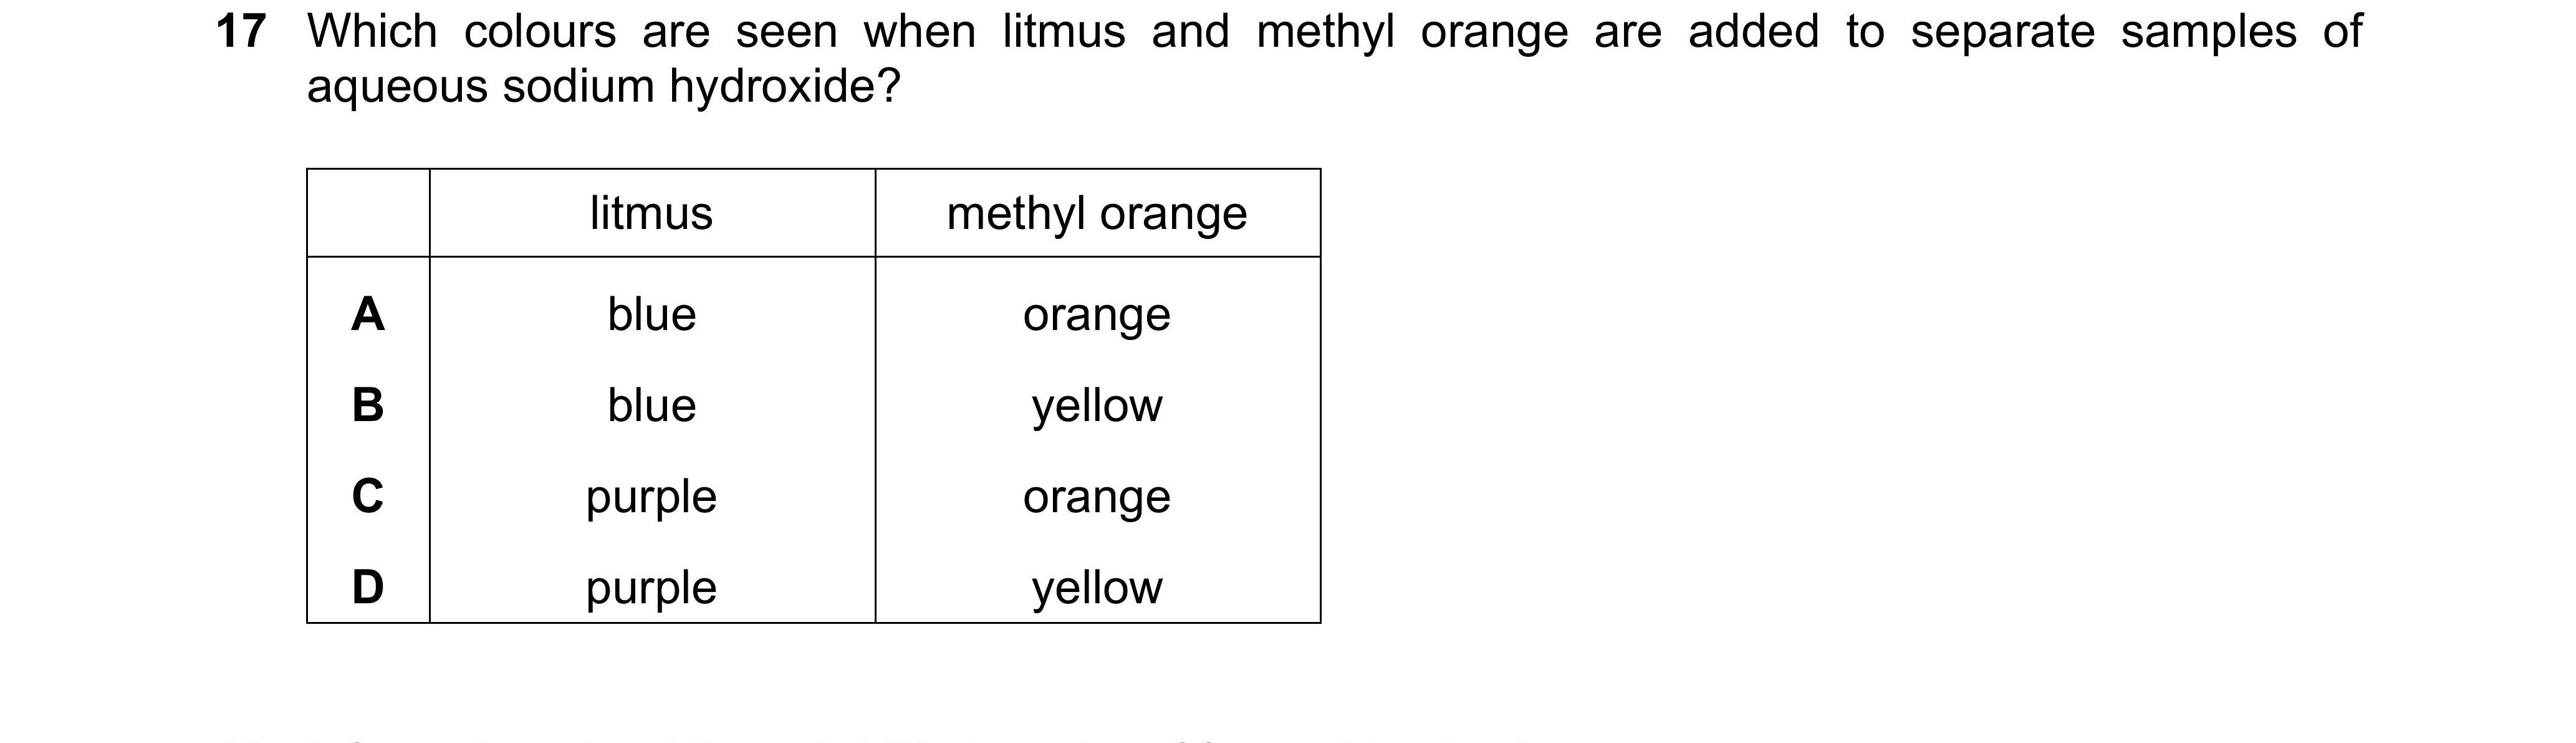 17 Which colours are seen when litmus and methyl orange are added to separate samples of
aqueous sodium hydroxide?
litmus methyl orange
A blue orange
B blue yellow
C purple orange
D purple yellow